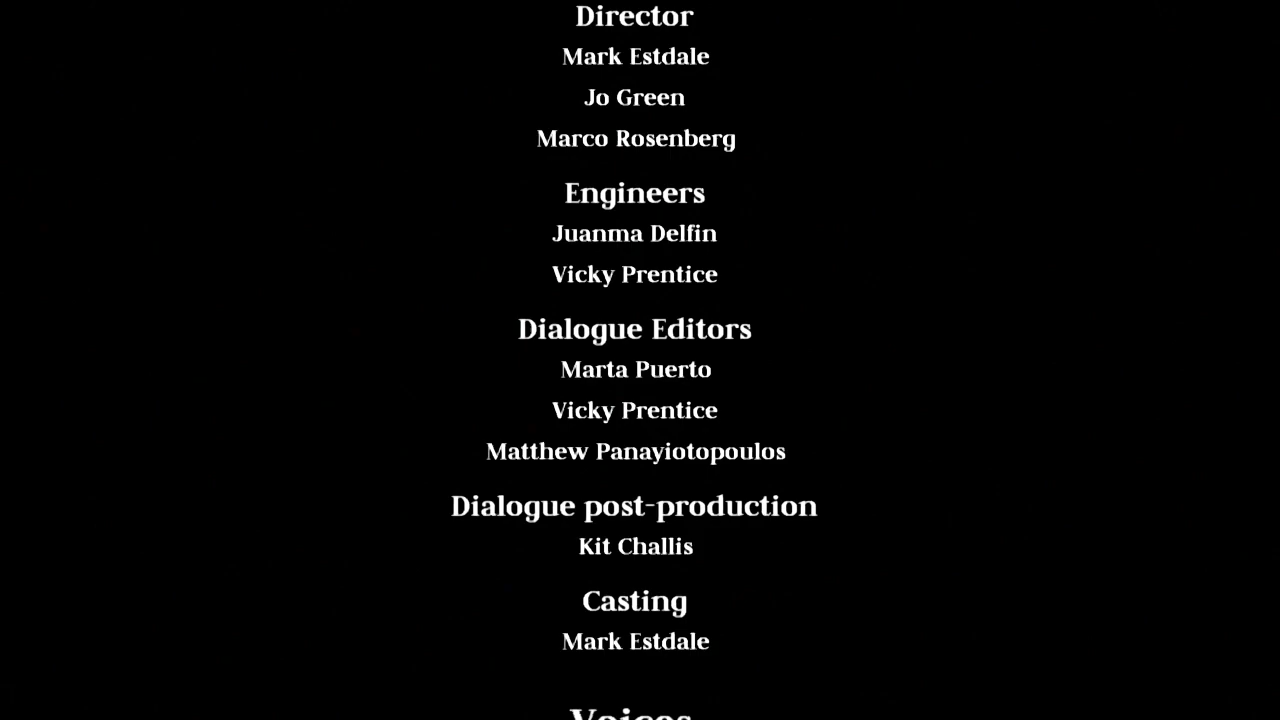 Director
Mark Estdale
Jo Green
Marco Rosenberg
Engineers
Juanma Delfin
Vicky Prentice
Dialogue Editors
Marta Puerto
Vicky Prentice
Matthew Panayiotopoulos
Dialogue post-production
Kit Challis
Casting
Mark Estdale
Voices